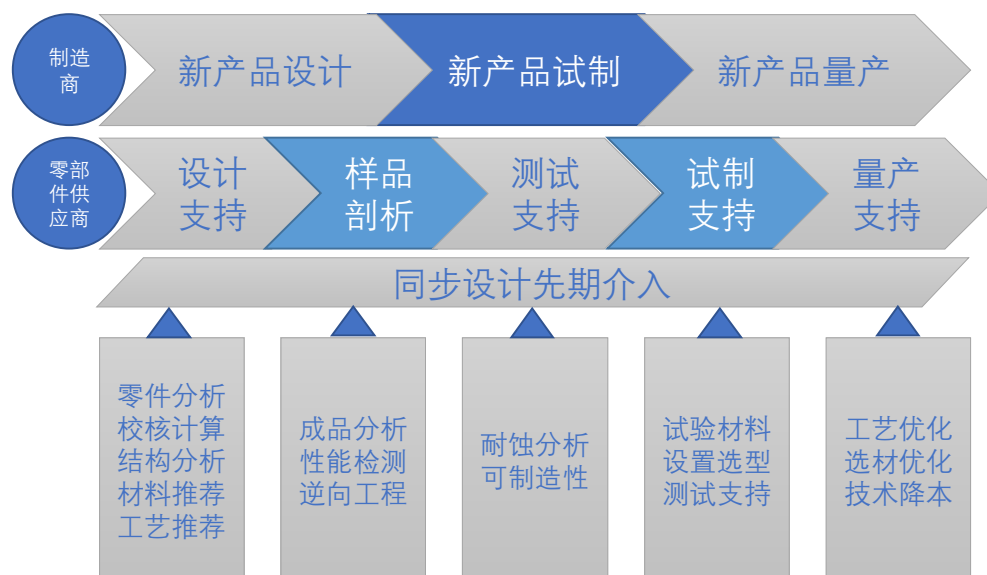 制造
商
新产品设计
新产品试制
新产品量产
零部
件供
应商
设计
支持
样品
剖析
测试
支持
试制
支持
量产
支持
同步设计先期介入
零件分析
校核计算
结构分析
材料推荐
工艺推荐
成品分析
性能检测
逆向工程
耐蚀分析
可制造性
试验材料
设置选型
测试支持
工艺优化
选材优化
技术降本